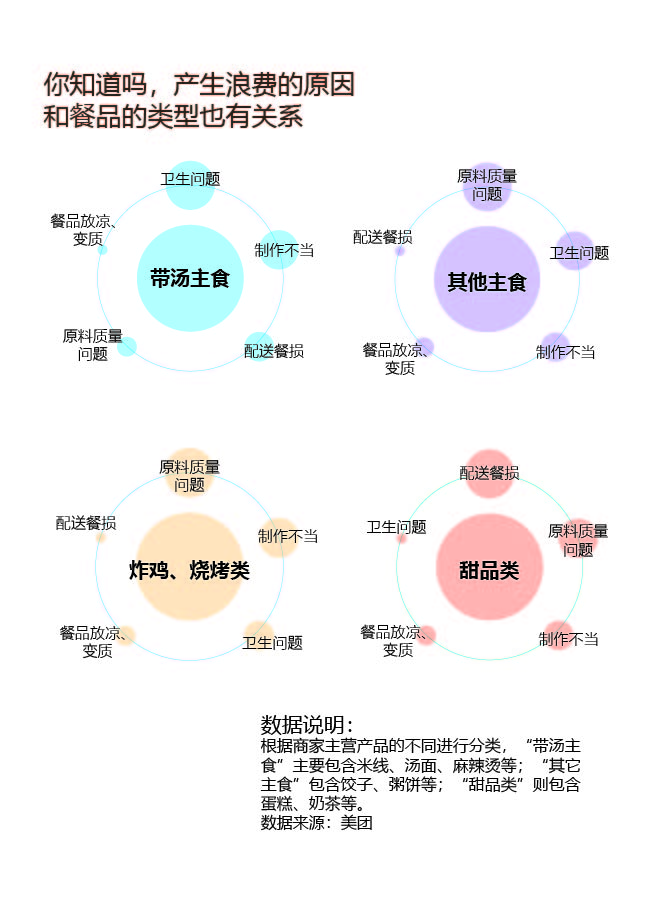 你知道吗，产生浪费的原因
和餐品的类型也有关系
卫生问题
餐品放凉、
变质
制作不当
带汤主食
原料质量
问题
配送餐损
原料质量
问题
配送餐损
卫生问题
其他主食
餐品放凉、
变质
制作不当
原料质量
问题
配送餐损
制作不当
炸鸡、烧烤类
餐品放凉、
变质
卫生问题
配送餐损
卫生问题
原料质量
问题
甜品类
餐品放凉、
变质
制作不当
数据说明：
根据商家主营产品的不同进行分类，“带汤主
食”主要包含米线、汤面、麻辣烫等；“其它
主食”包含饺子、粥饼等；“甜品类”则包含
蛋糕、奶茶等。
数据来源：美团